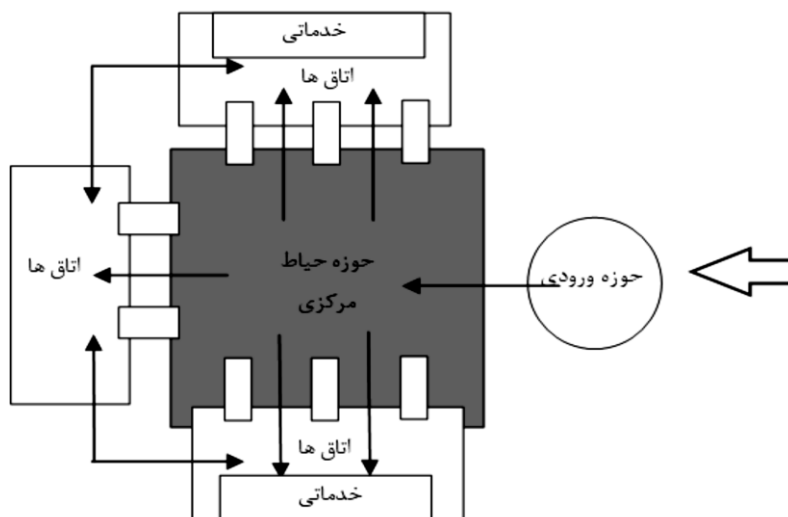 خدماتی
اتاق ها
اتاق ها
حوزه حیاط
مرکزی
حوزه ورودی
اتاق ها
خدماتی